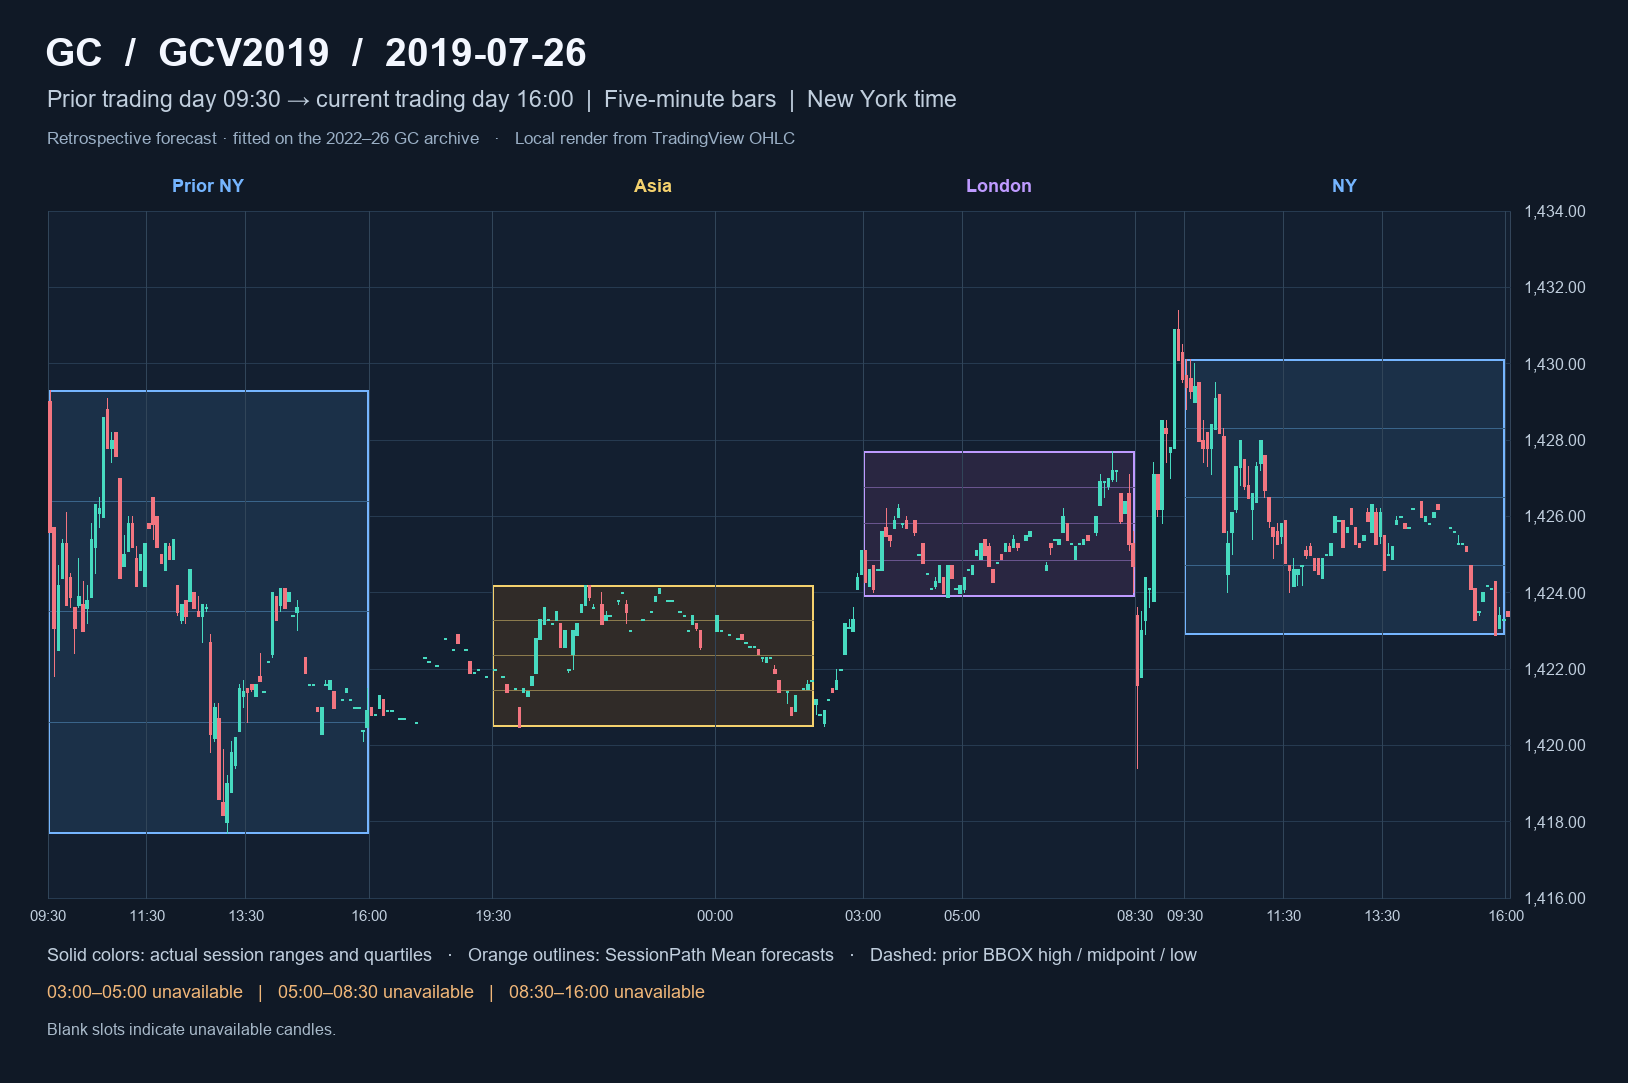 GC / GCV2019 / 2019-07-26
Prior trading day 09:30 → current trading day 16:00 | Five-minute bars | New York time
Retrospective forecast · fitted on the 2022–26 GC archive · Local render from TradingView OHLC
Prior NY Asia London NY
1,434.00
1,432.00
1,430.00
1,428.00
1,426.00
1,424.00
1,422.00
1,420.00
1,418.00
1,416.00
09:30 11:30 13:30 16:00 19:30 00:00 03:00 05:00 08:30 09:30 11:30 13:30 16:00
Solid colors: actual session ranges and quartiles · Orange outlines: SessionPath Mean forecasts · Dashed: prior BBOX high / midpoint / low
03:00–05:00 unavailable | 05:00–08:30 unavailable | 08:30–16:00 unavailable
Blank slots indicate unavailable candles.